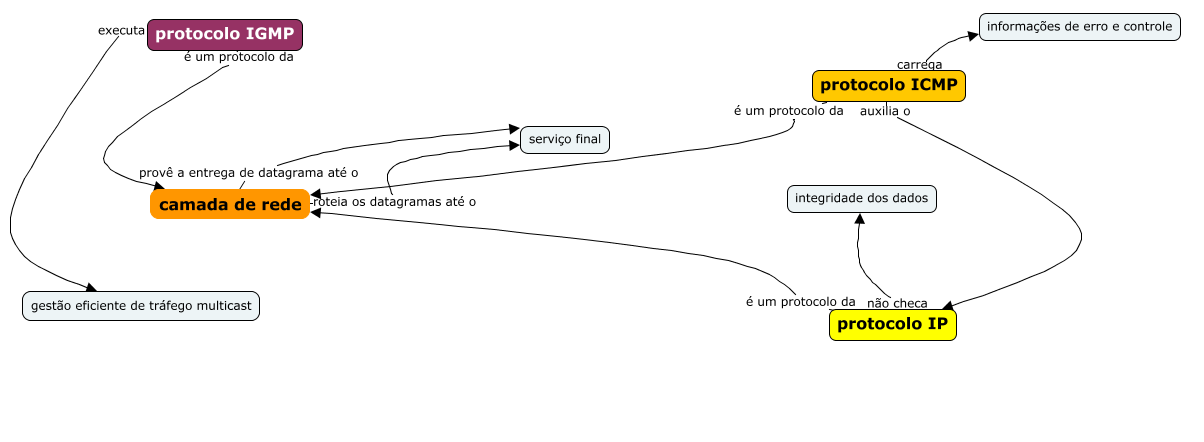 informações de erro e controle
executa
protocolo IGMP
é um protocolo da
carrega
protocolo ICMP
é um protocolo da
auxilia o
serviço final
provê a entrega de datagrama até o
camada de rede
roteia os datagramas até o
integridade dos dados
gestão eficiente de tráfego multicast
é um protocolo da
não checa
protocolo IP